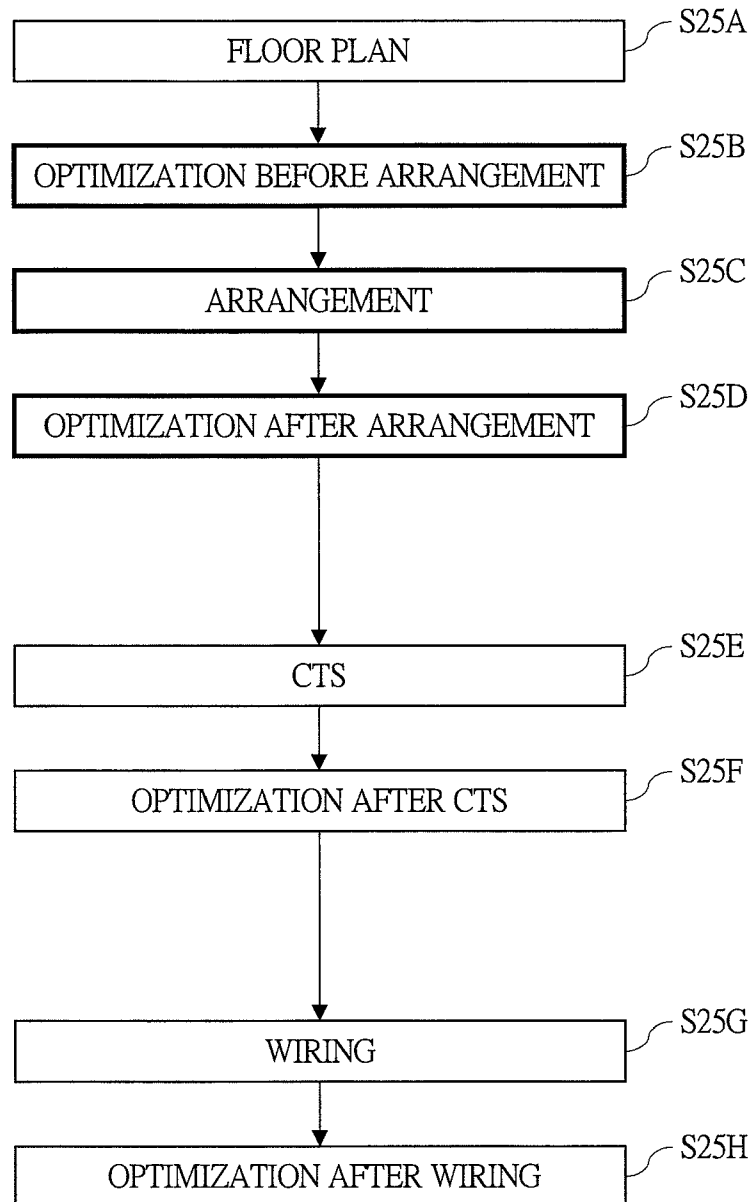 S25A
FLOOR PLAN
S25B
OPTIMIZATION BEFORE ARRANGEMENT
S25C
ARRANGEMENT
S25D
OPTIMIZATION AFTER ARRANGEMENT
S25E
CTS
S25F
OPTIMIZATION AFTER CTS
S25G
WIRING
S25H
OPTIMIZATION AFTER WIRING